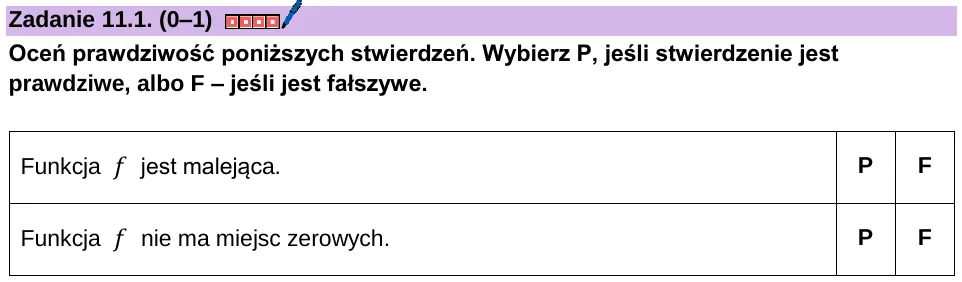 Zadanie 11.1. (0–1)
Oceń prawdziwość poniższych stwierdzeń. Wybierz P, jeśli stwierdzenie jest
prawdziwe, albo F – jeśli jest fałszywe.
Funkcja f jest malejąca. P F
Funkcja f nie ma miejsc zerowych. P F